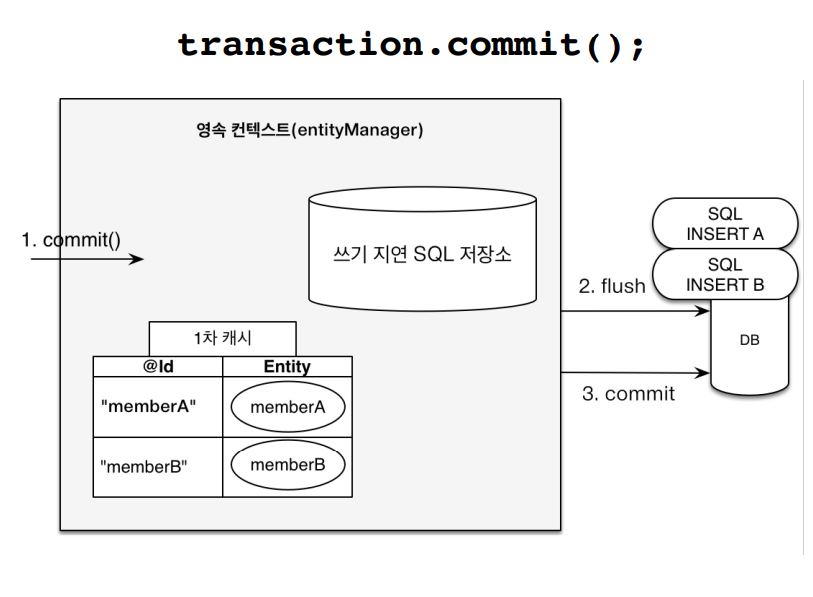 transaction.commit();
영속 컨텍스트(entityManager)
쓰기 지연 SQL 저장소
1. commit()
SQL
INSERT A
SQL
INSERT B
2. flush
DB
3. commit
1차 캐시
@Id Entity
"memberA" memberA
"memberB" memberB